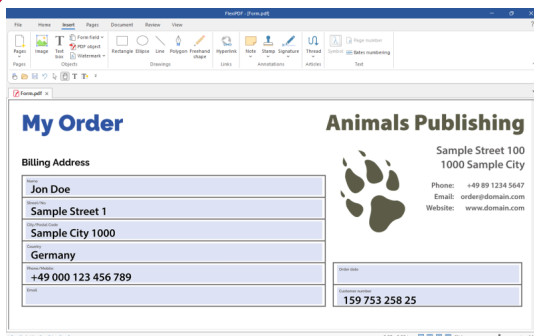 FlexiPDF - [Form.pdf]
File Home Insert Pages Document Review View
Pages Image Text box Form field PDF object Watermark Rectangle Ellipse Line Polygon Freehand shape Hyperlink Note Stamp Signature Thread Symbol Page number Bates numbering
Pages Objects Drawings Links Annotations Articles Text
Form.pdf
My Order
Animals Publishing
Sample Street 100
1000 Sample City
Billing Address
Name
Jon Doe
Phone: +49 89 1234 5647
Email: order@domain.com
Website: www.domain.com
Street/No.
Sample Street 1
City/Postal Code
Sample City 1000
Country
Germany
Phone/Mobile
+49 000 123 456 789
Order date
Email
Customer number
159 753 258 25